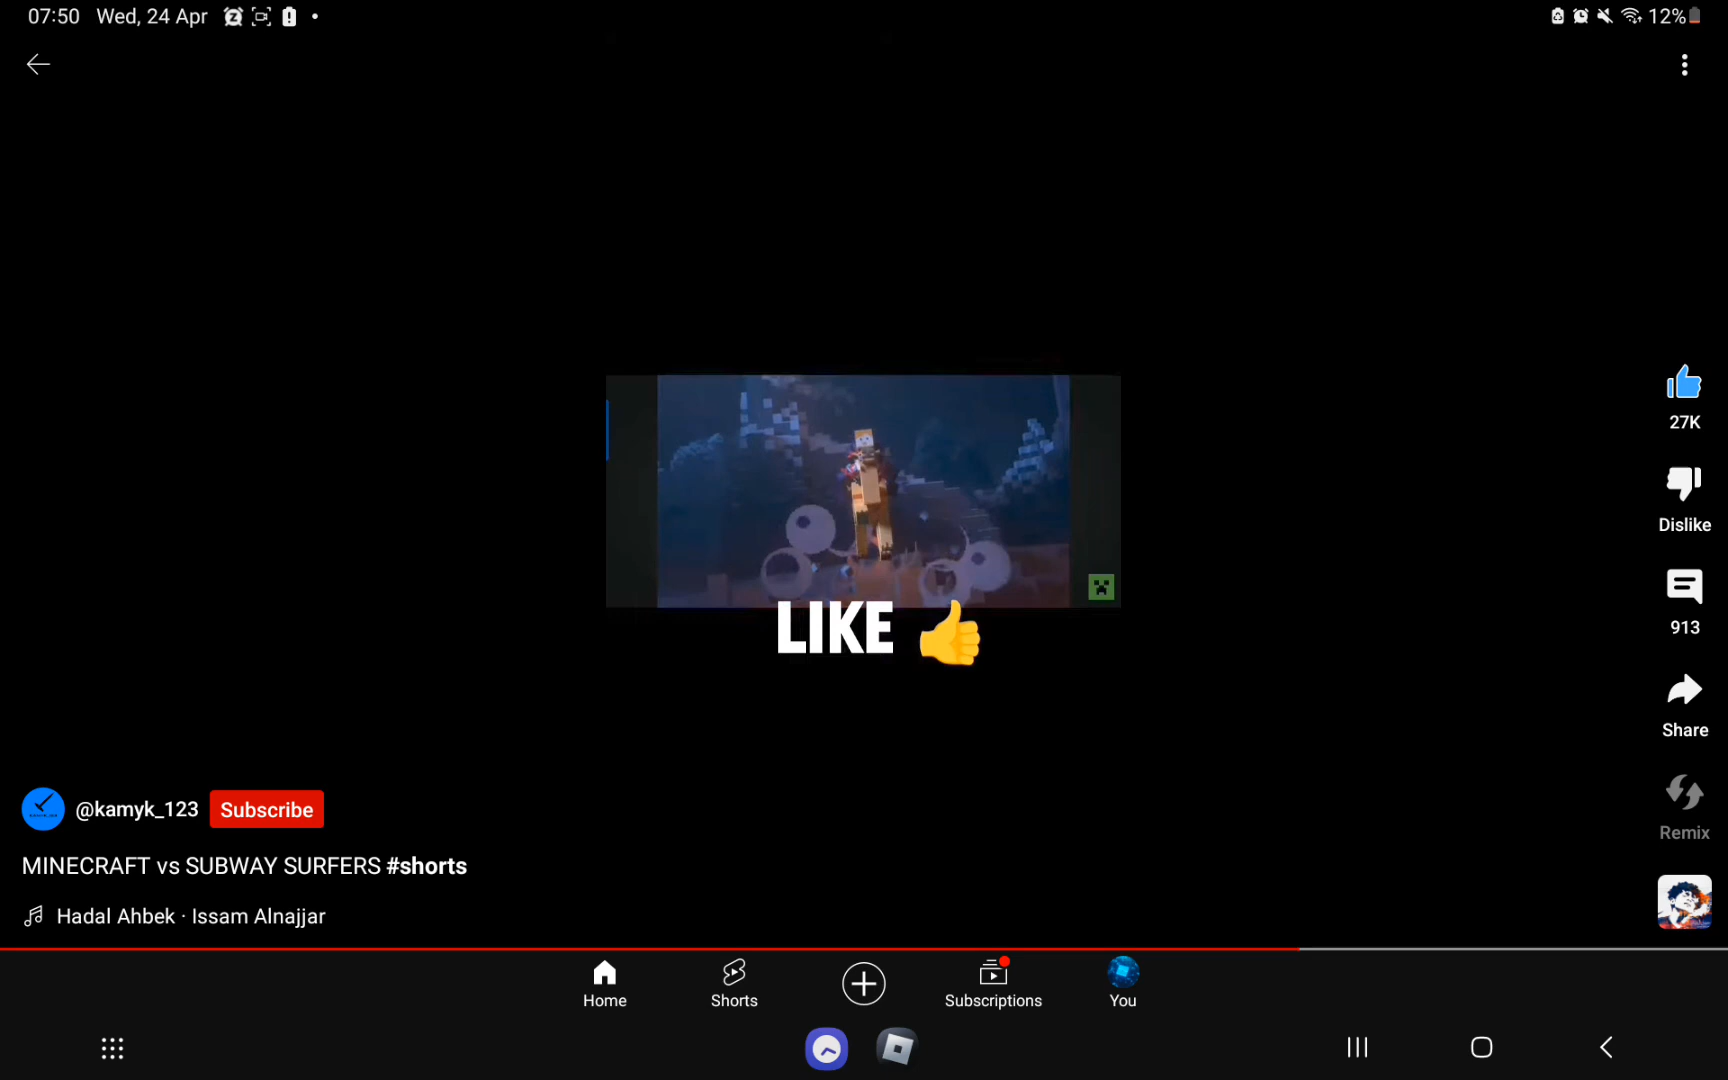 07:50 Wed, 24 Apr
12%
LIKE 👍
27K
Dislike
913
Share
Remix
@kamyk_123 Subscribe
MINECRAFT vs SUBWAY SURFERS #shorts
Hadal Ahbek · Issam Alnajjar
Home Shorts Subscriptions You